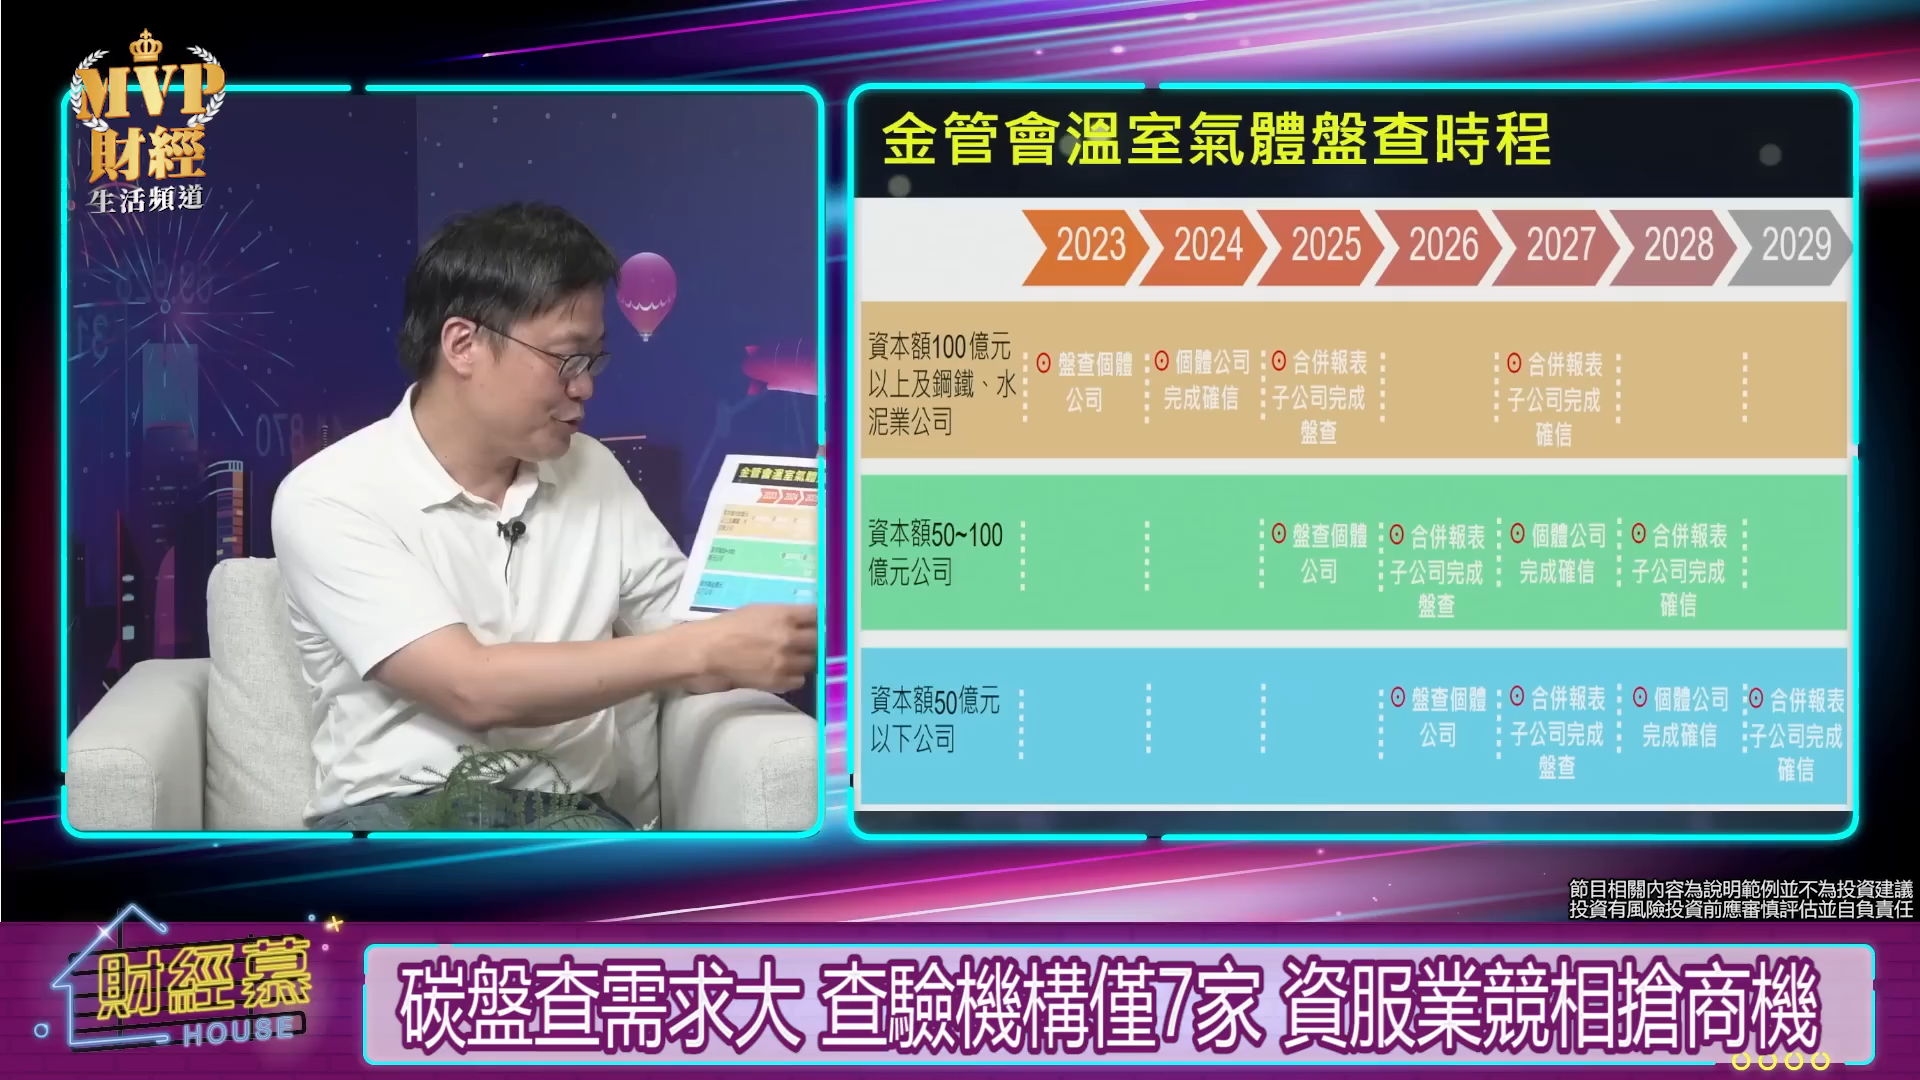 MVP
財經
生活頻道
金管會溫室氣體盤查時程
2023 2024 2025 2026 2027 2028 2029
資本額100億元
以上及鋼鐵、水
泥業公司
盤查個體
公司
個體公司
完成確信
合併報表
子公司完成
盤查
合併報表
子公司完成
確信
資本額50~100
億元公司
盤查個體
公司
合併報表
子公司完成
盤查
個體公司
完成確信
合併報表
子公司完成
確信
資本額50億元
以下公司
盤查個體
公司
合併報表
子公司完成
盤查
個體公司
完成確信
合併報表
子公司完成
確信
金管會溫室氣體
節目相關內容為說明範例並不為投資建議
投資有風險投資前應審慎評估並自負責任
財經慕
HOUSE
碳盤查需求大 查驗機構僅7家 資服業競相搶商機